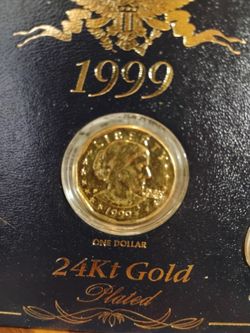 1999
LIBERTY
1999
ONE DOLLAR
24Kt Gold
Plated